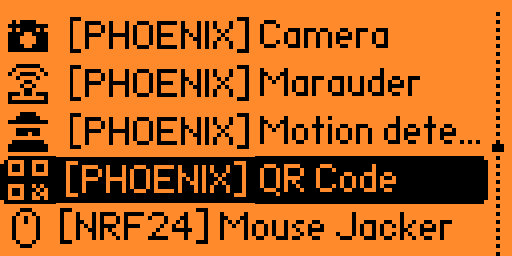 [PHOENIX] Camera
[PHOENIX] Marauder
[PHOENIX] Motion dete...
[PHOENIX] QR Code
[NRF24] Mouse Jacker